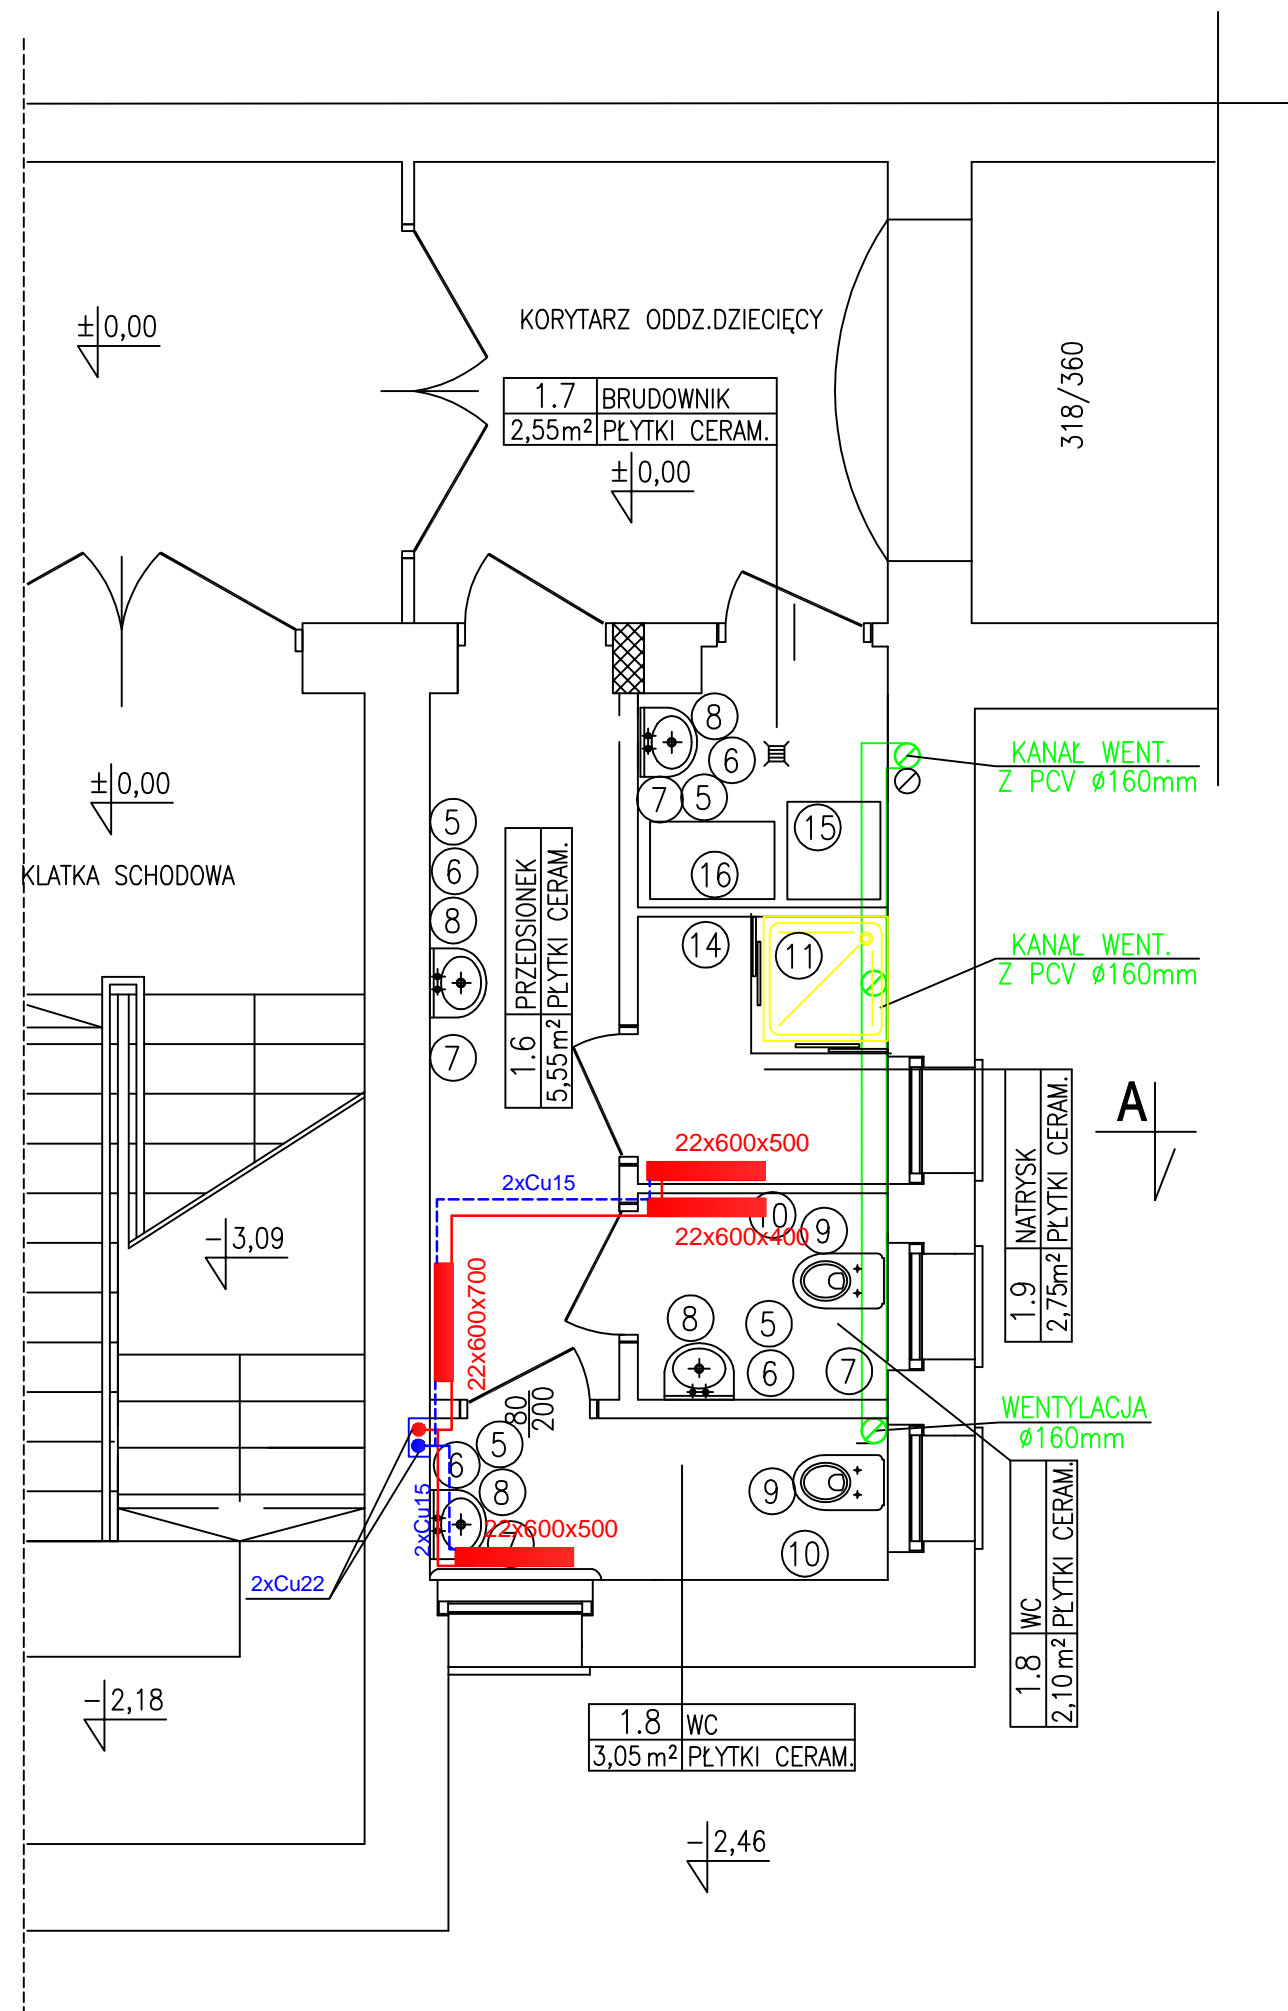 ±0,00
KORYTARZ ODDZ.DZIECIĘCY
318/360
1.7 BRUDOWNIK
2,55m² PŁYTKI CERAM.
±0,00
±0,00
KLATKA SCHODOWA
8
6
7 5
15
16
KANAŁ WENT.
Z PCV ø160mm
5
6
8
7
1.6 PRZEDSIONEK
5,55m² PŁYTKI CERAM.
14
11
KANAŁ WENT.
Z PCV ø160mm
A
1.9 NATRYSK
2,75m² PŁYTKI CERAM.
22x600x500
2xCu15
10
9
22x600x400
-3,09
22x600x700
8
5
6
7
80
200
WENTYLACJA
ø160mm
5
6
8
7
2xCu15
22x600x500
9
10
2xCu22
1.8 WC
2,10m² PŁYTKI CERAM.
-2,18
1.8 WC
3,05m² PŁYTKI CERAM.
-2,46